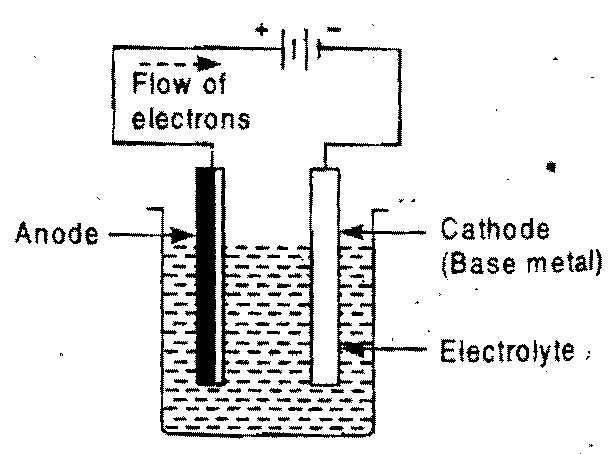 + −
Flow of
electrons
Anode
Cathode
(Base metal)
Electrolyte